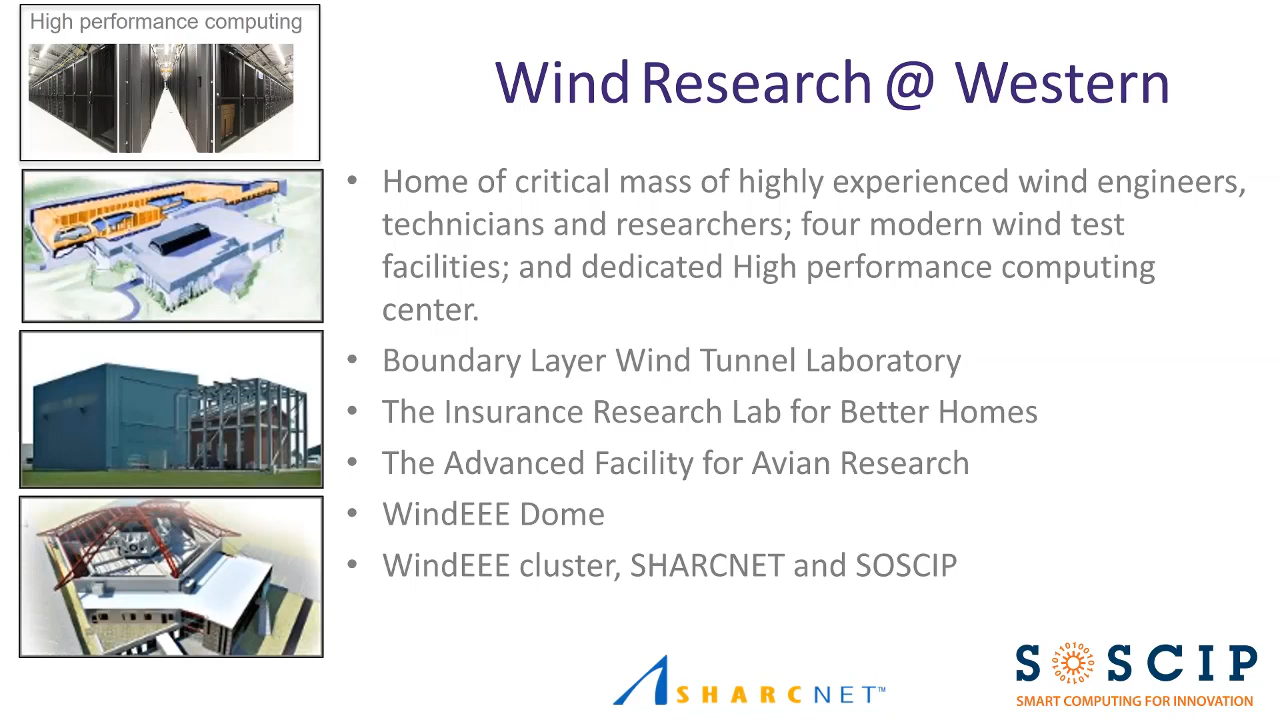 High performance computing
Wind Research @ Western
• Home of critical mass of highly experienced wind engineers,
technicians and researchers; four modern wind test
facilities; and dedicated High performance computing
center.
• Boundary Layer Wind Tunnel Laboratory
• The Insurance Research Lab for Better Homes
• The Advanced Facility for Avian Research
• WindEEE Dome
• WindEEE cluster, SHARCNET and SOSCIP
SHARCNET™
SOSCIP
SMART COMPUTING FOR INNOVATION